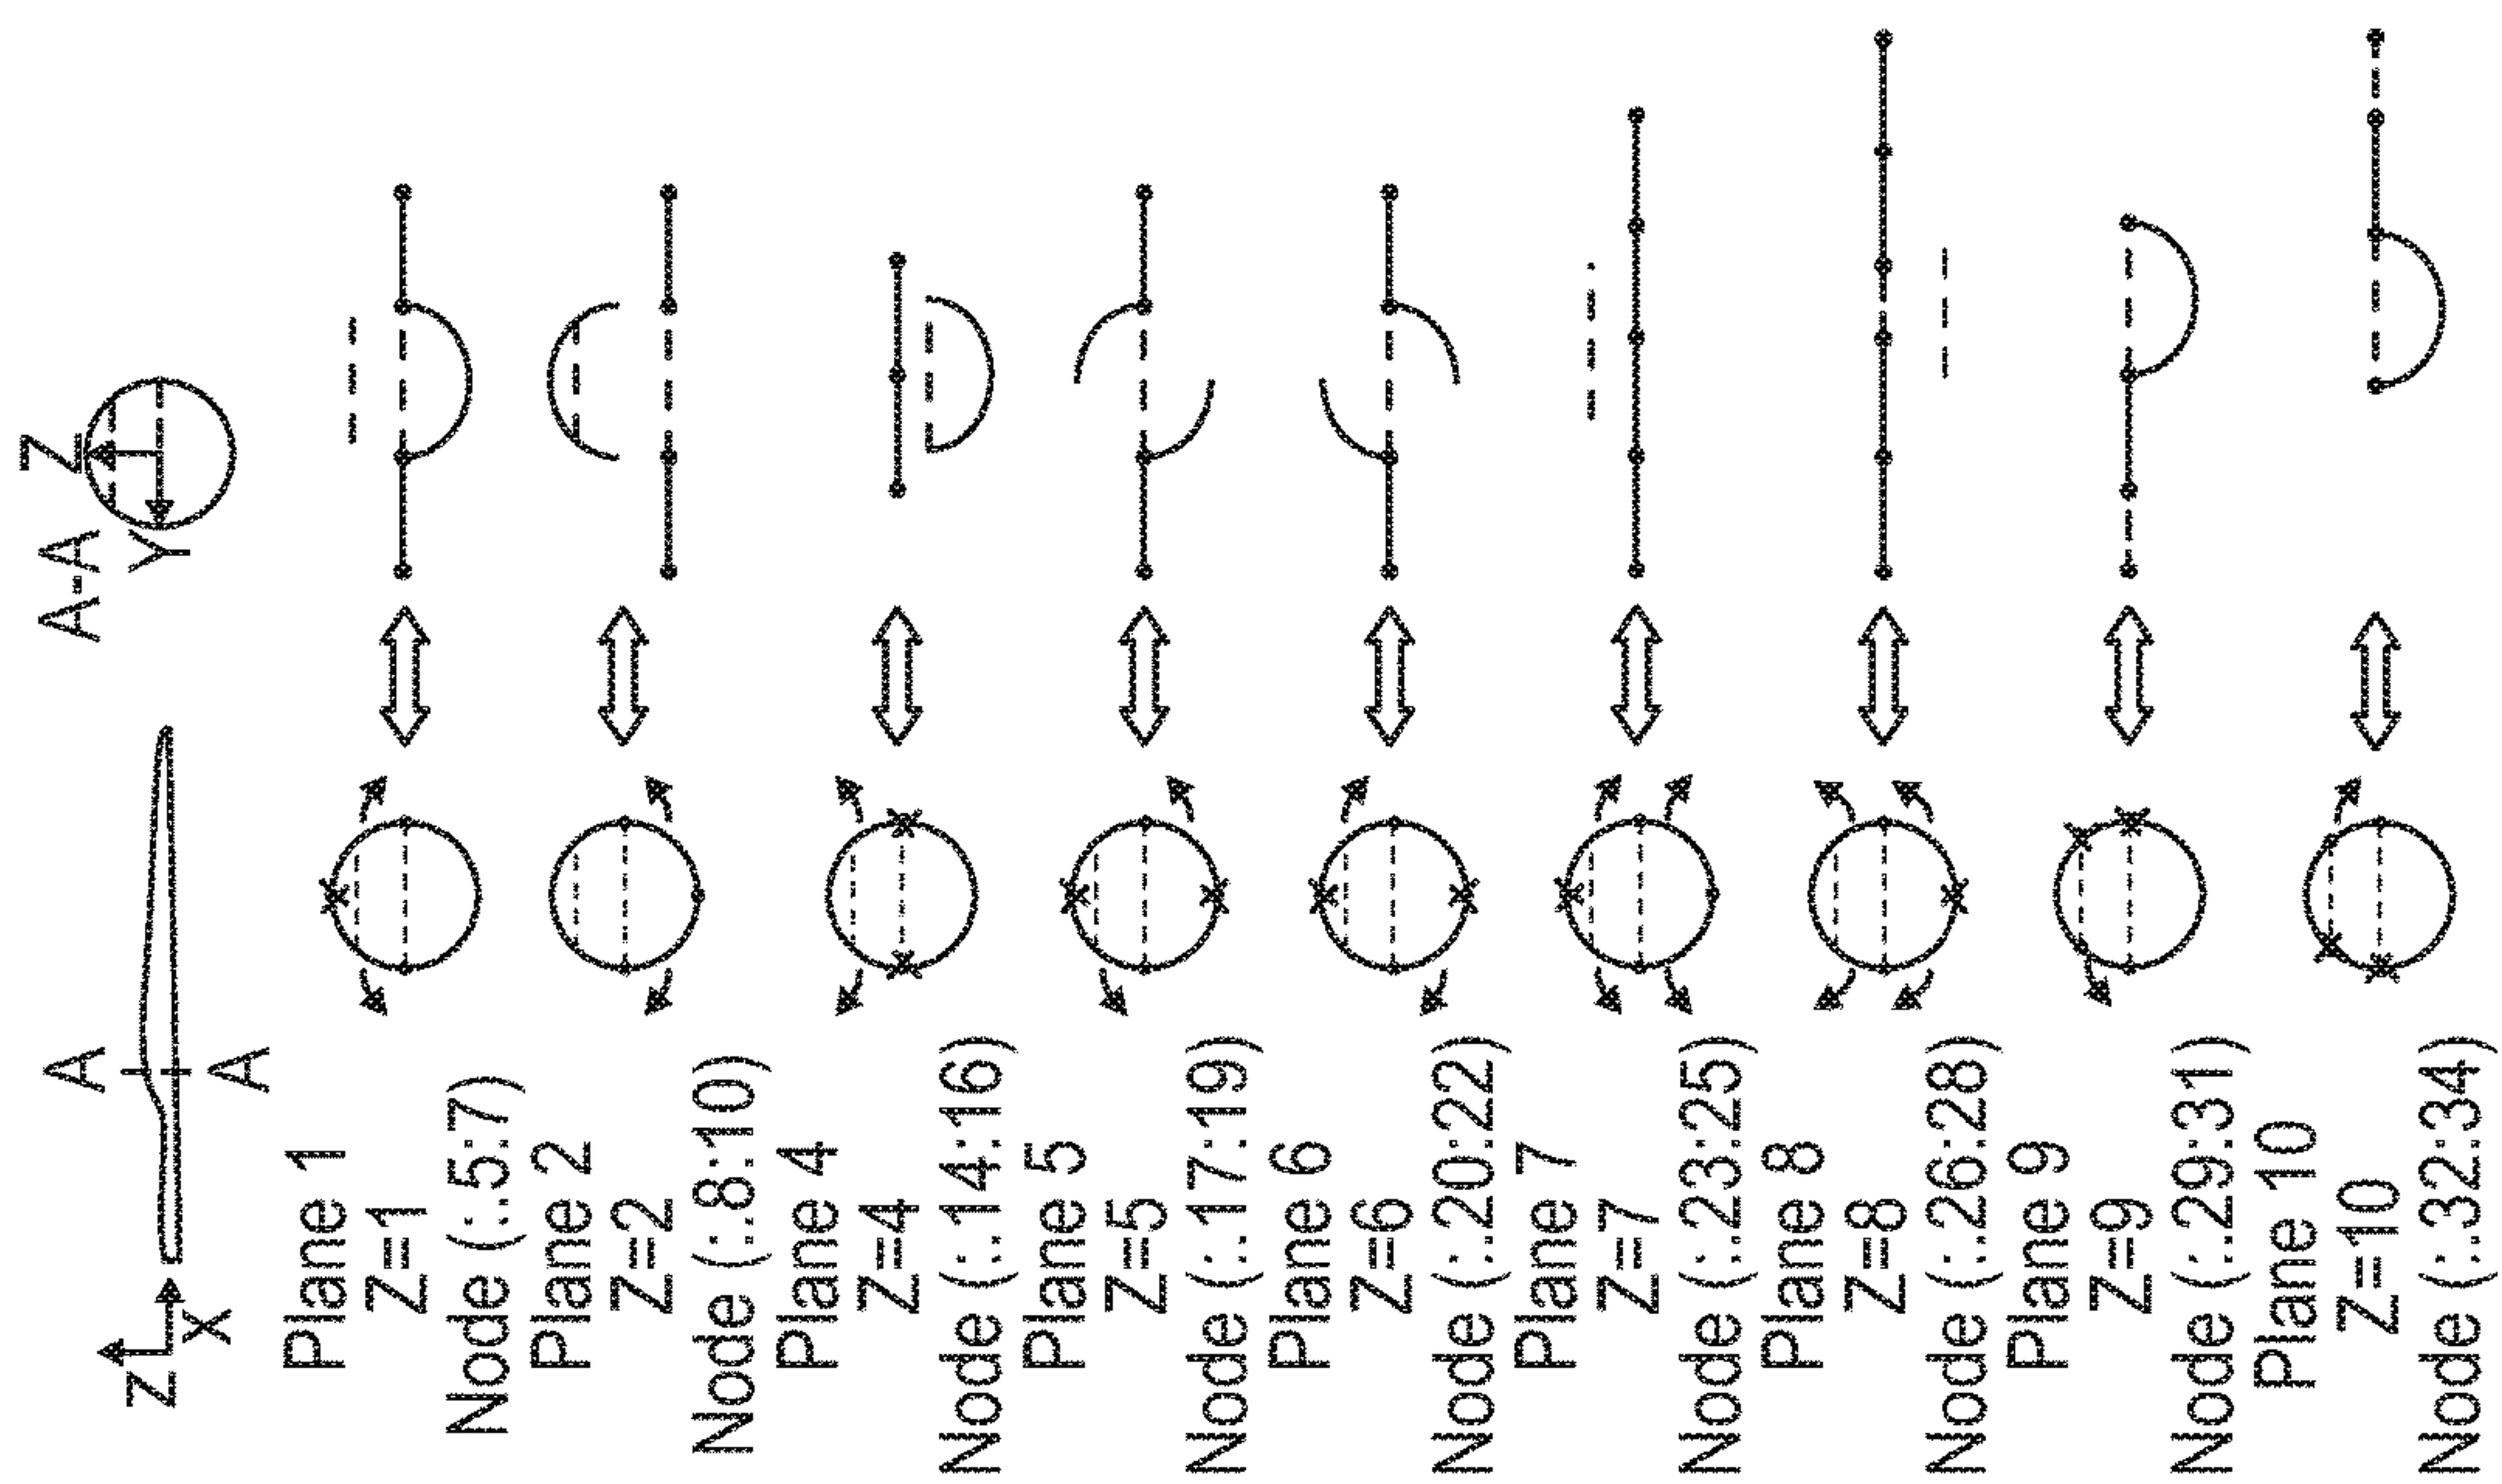 Z
X
A
A
A-A
Z
Y
Plane 1
Z=1
Node (:.5:7)
Plane 2
Z=2
Node (:.8:10)
Plane 4
Z=4
Node (:.14:16)
Plane 5
Z=5
Node (:.17:19)
Plane 6
Z=6
Node (:.20:22)
Plane 7
Z=7
Node (:.23:25)
Plane 8
Z=8
Node (:.26:28)
Plane 9
Z=9
Node (:.29:31)
Plane 10
Z=10
Node (:.32:34)